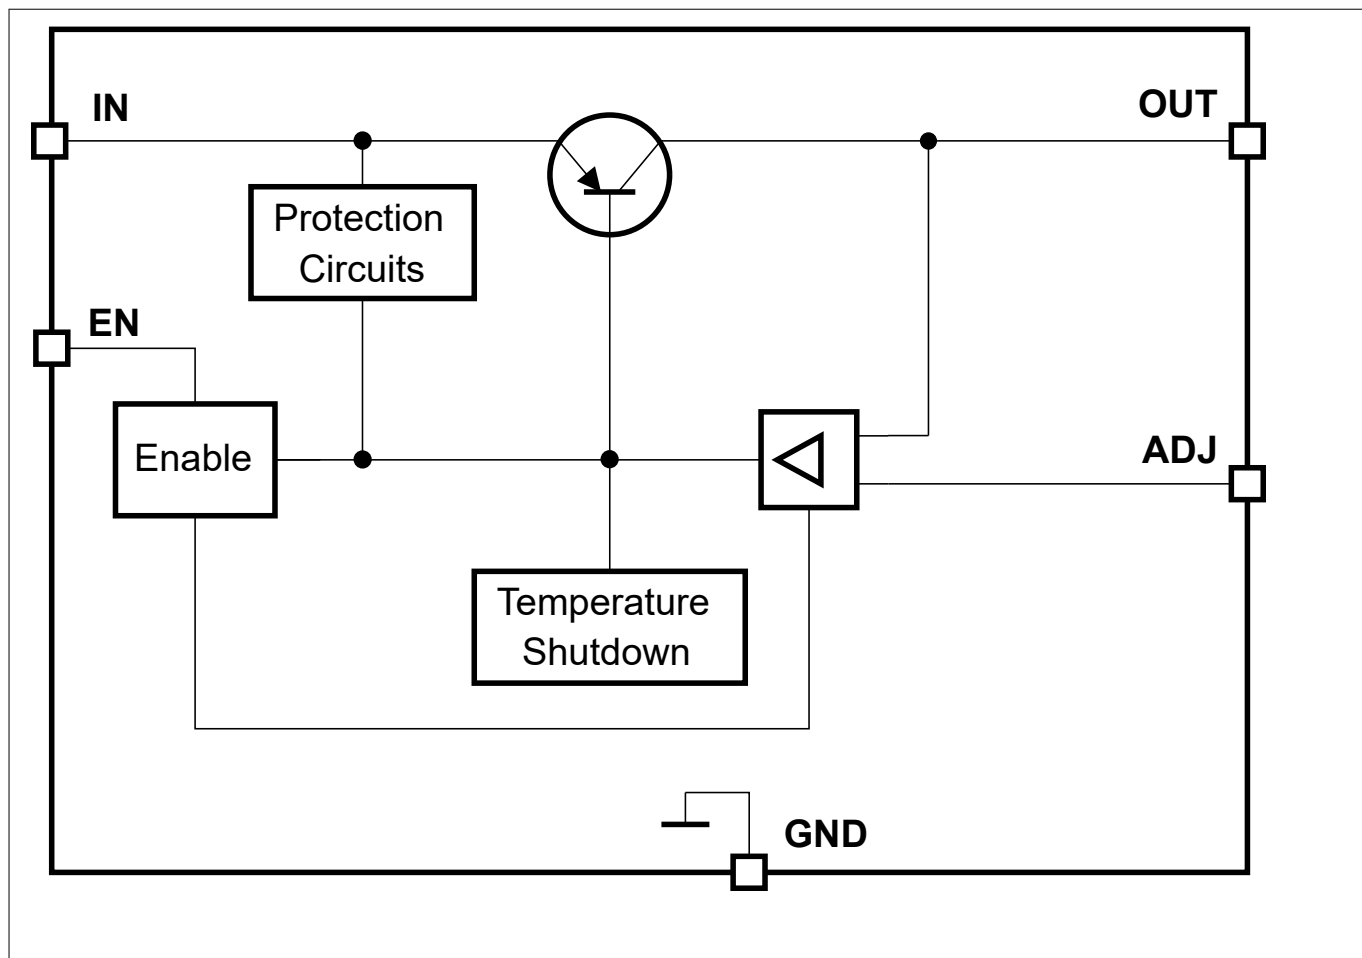 IN
OUT
Protection
Circuits
EN
Enable
ADJ
Temperature
Shutdown
GND